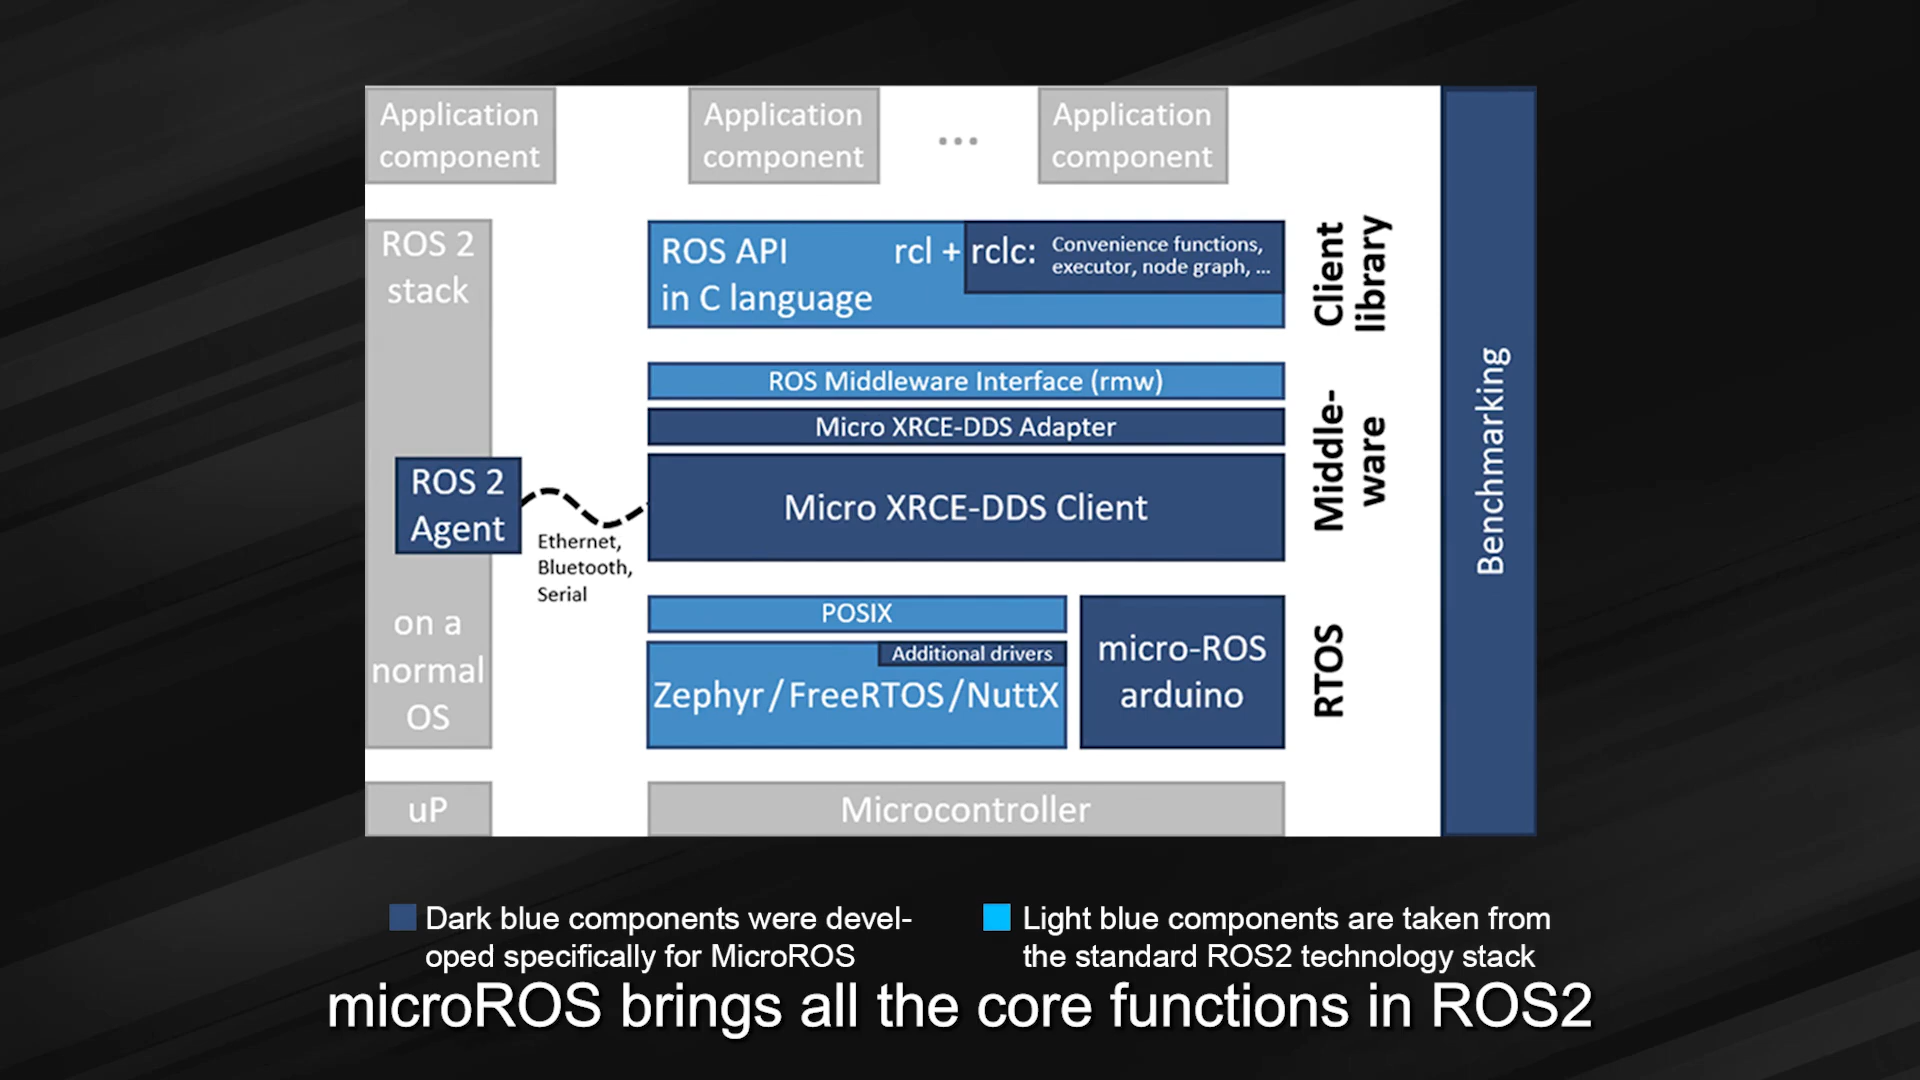 Application
component
Application
component
...
Application
component
ROS 2
stack
on a
normal
OS
ROS API
in C language
rcl +
rclc:
Convenience functions,
executor, node graph, ...
Client
library
ROS Middleware Interface (rmw)
Micro XRCE-DDS Adapter
Micro XRCE-DDS Client
Middle-
ware
ROS 2
Agent
Ethernet,
Bluetooth,
Serial
POSIX
Additional drivers
Zephyr/FreeRTOS/NuttX
micro-ROS
arduino
RTOS
uP
Microcontroller
Benchmarking
Dark blue components were devel-
oped specifically for MicroROS
Light blue components are taken from
the standard ROS2 technology stack
microROS brings all the core functions in ROS2